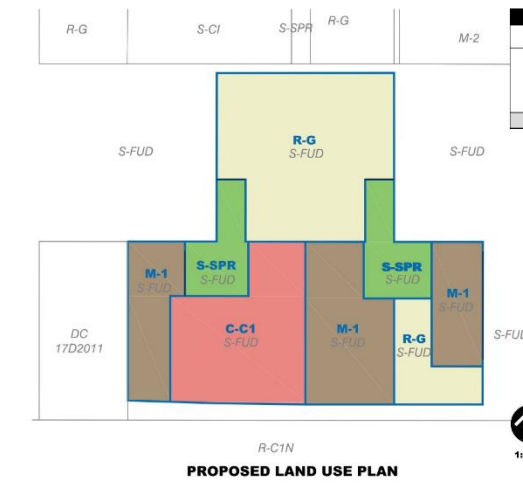 R-G
S-CI
S-SPR
R-G
M-2
S-FUD
R-G
S-FUD
S-FUD
M-1
S-FUD
S-SPR
S-FUD
S-SPR
S-FUD
M-1
S-FUD
C-C1
S-FUD
M-1
S-FUD
R-G
S-FUD
DC
17D2011
R-C1N
PROPOSED LAND USE PLAN